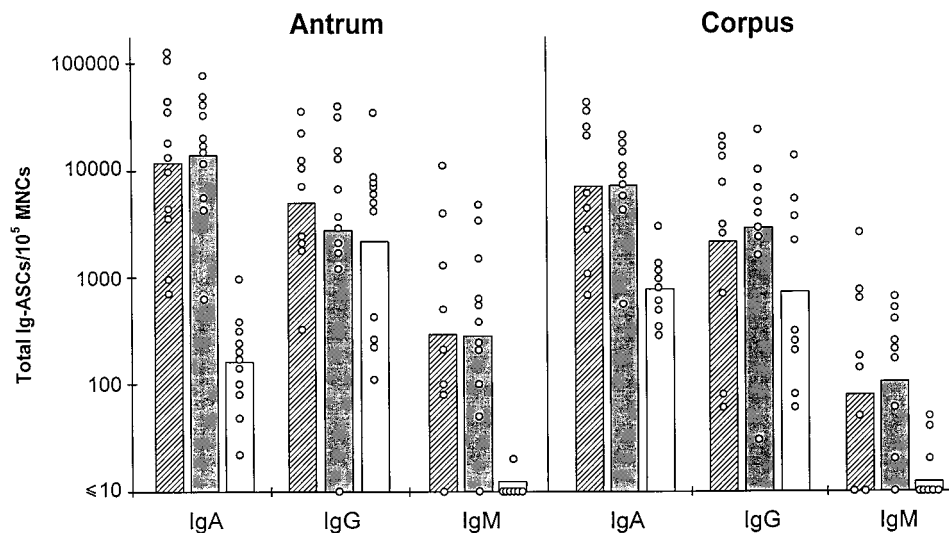 Antrum Corpus
Total Ig-ASCs/10⁵ MNCs
100000
10000
1000
100
≤10
IgA IgG IgM IgA IgG IgM